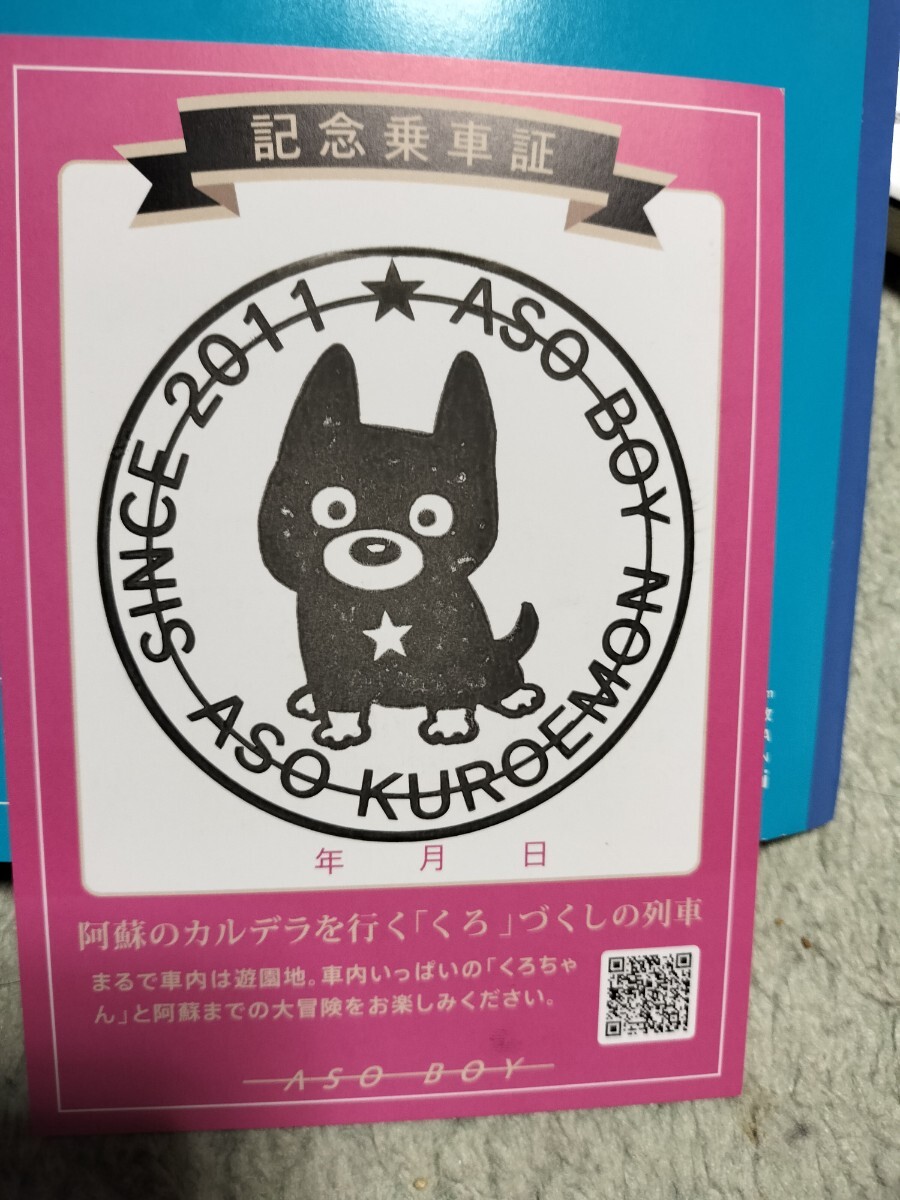 記念乗車証
SINCE 2011 ★ ASO BOY
ASO KUROEMON
年 月 日
阿蘇のカルデラを行く「くろ」づくしの列車
まるで車内は遊園地。車内いっぱいの「くろちゃ
ん」と阿蘇までの大冒険をお楽しみください。
ASO BOY